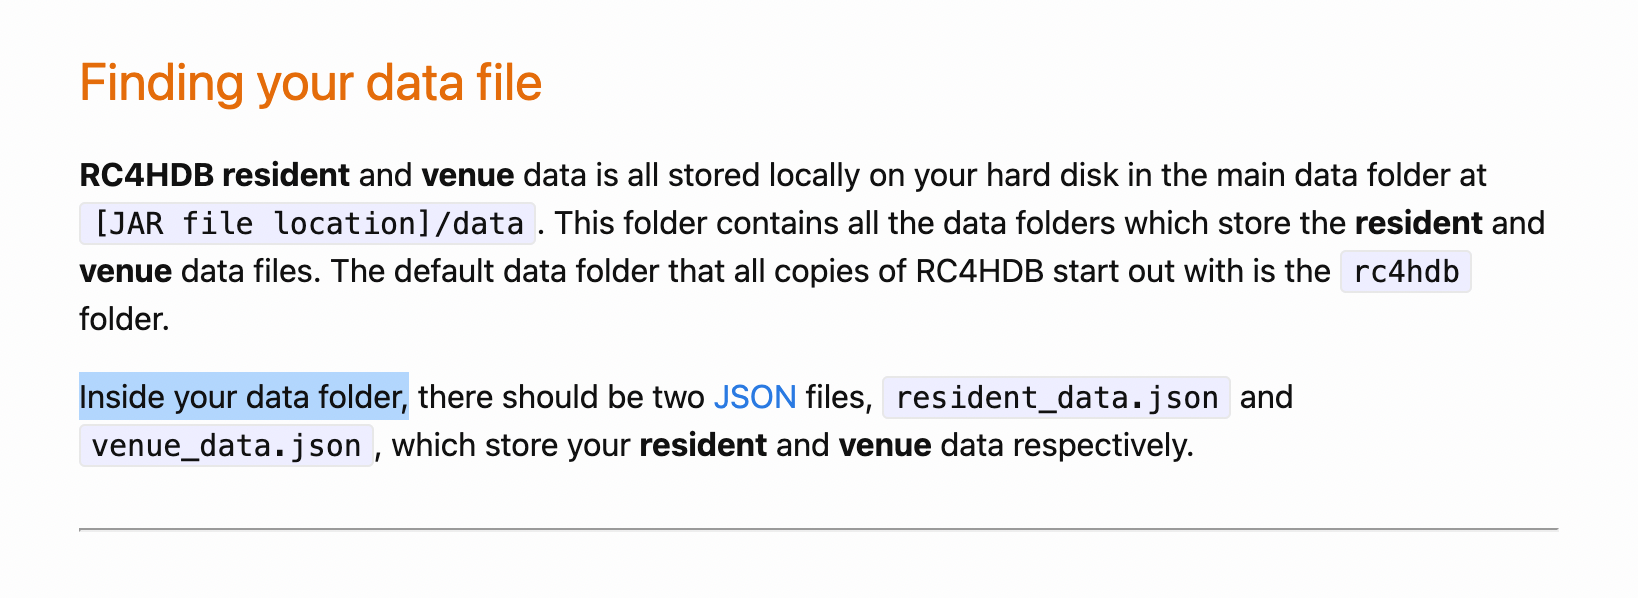 Finding your data file
RC4HDB resident and venue data is all stored locally on your hard disk in the main data folder at
[JAR file location]/data. This folder contains all the data folders which store the resident and
venue data files. The default data folder that all copies of RC4HDB start out with is the rc4hdb
folder.
Inside your data folder, there should be two JSON files, resident_data.json and
venue_data.json, which store your resident and venue data respectively.